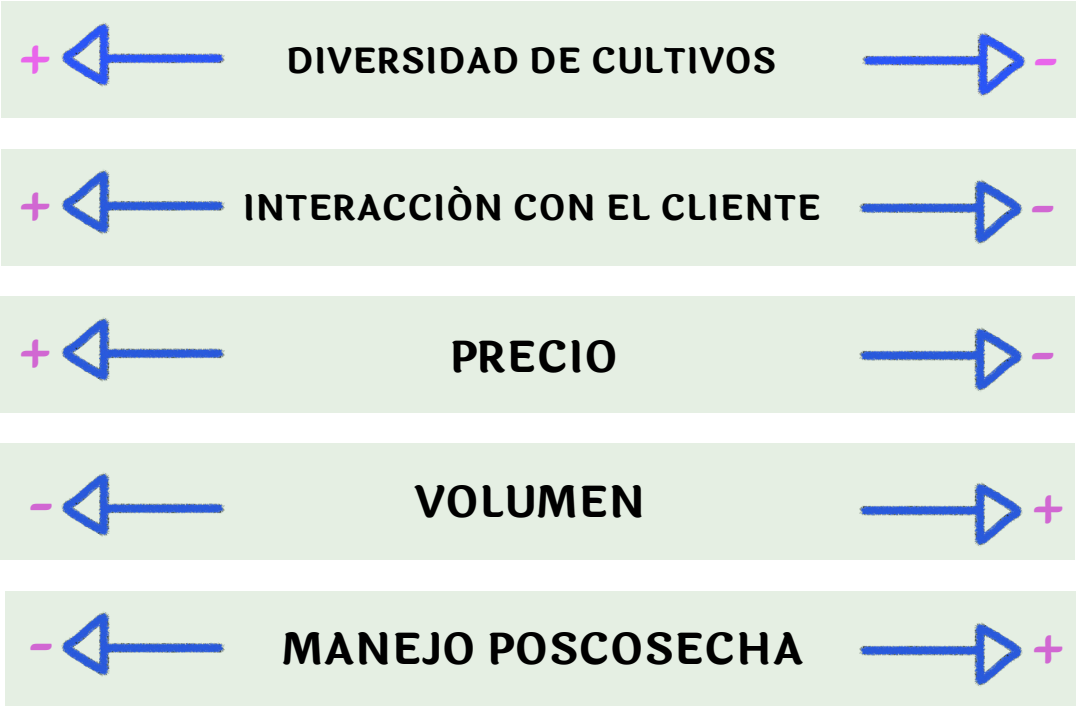 + DIVERSIDAD DE CULTIVOS -
+ INTERACCIÒN CON EL CLIENTE -
+ PRECIO -
- VOLUMEN +
- MANEJO POSCOSECHA +